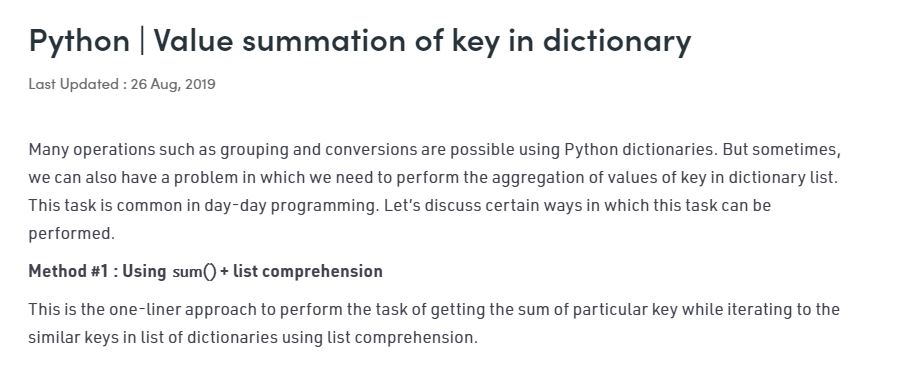 Python | Value summation of key in dictionary
Last Updated : 26 Aug, 2019
Many operations such as grouping and conversions are possible using Python dictionaries. But sometimes,
we can also have a problem in which we need to perform the aggregation of values of key in dictionary list.
This task is common in day-day programming. Let's discuss certain ways in which this task can be
performed.
Method #1 : Using sum() + list comprehension
This is the one-liner approach to perform the task of getting the sum of particular key while iterating to the
similar keys in list of dictionaries using list comprehension.